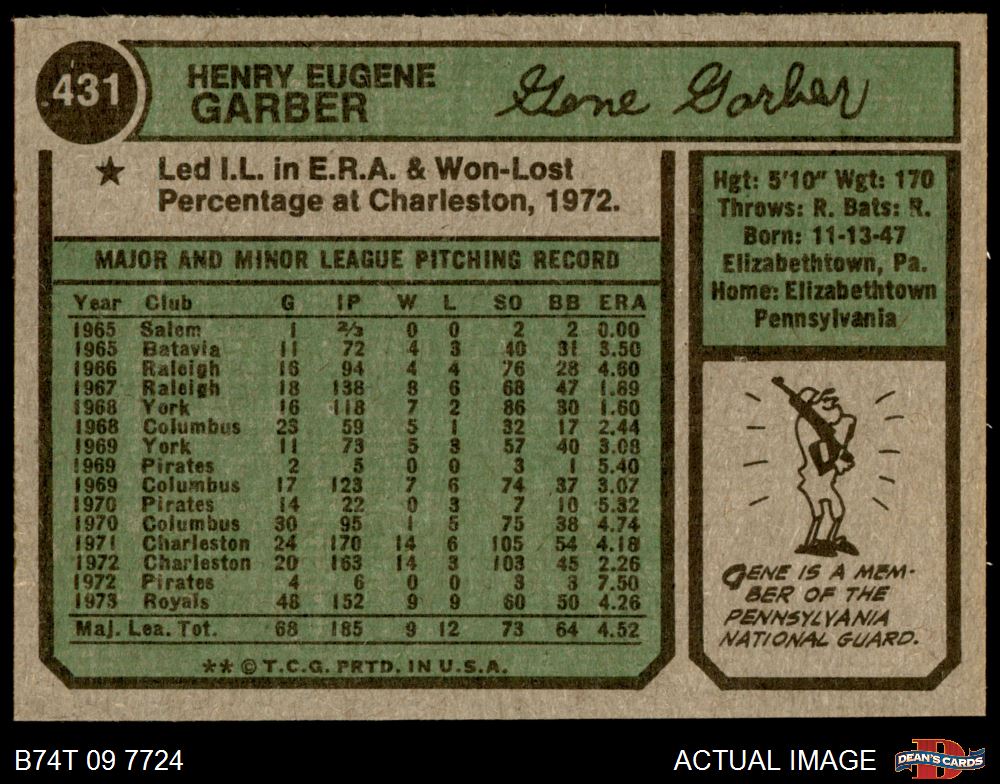 431
HENRY EUGENE
GARBER
Gene Garber
★ Led I.L. in E.R.A. & Won-Lost
Percentage at Charleston, 1972.
MAJOR AND MINOR LEAGUE PITCHING RECORD
Year Club G IP W L SO BB ERA
1965 Salem 1 2/3 0 0 2 2 0.00
1965 Batavia 11 72 4 3 40 31 3.50
1966 Raleigh 16 94 4 4 76 28 4.60
1967 Raleigh 18 138 8 6 68 47 1.89
1968 York 16 118 7 2 86 30 1.60
1968 Columbus 23 59 5 1 32 17 2.44
1969 York 11 73 5 3 57 40 3.08
1969 Pirates 2 5 0 0 3 1 5.40
1969 Columbus 17 123 7 6 74 37 3.07
1970 Pirates 14 22 0 3 7 10 5.32
1970 Columbus 30 95 1 5 75 38 4.74
1971 Charleston 24 170 14 6 105 54 4.18
1972 Charleston 20 163 14 3 103 45 2.26
1972 Pirates 4 6 0 0 3 3 7.50
1973 Royals 48 152 9 9 60 50 4.26
Maj. Lea. Tot. 68 185 9 12 73 64 4.52
** © T.C.G. PRTD. IN U.S.A.
Hgt: 5'10" Wgt: 170
Throws: R. Bats: R.
Born: 11-13-47
Elizabethtown, Pa.
Home: Elizabethtown
Pennsylvania
GENE IS A MEM-
BER OF THE
PENNSYLVANIA
NATIONAL GUARD.
B74T 09 7724
ACTUAL IMAGE
DEAN'S CARDS